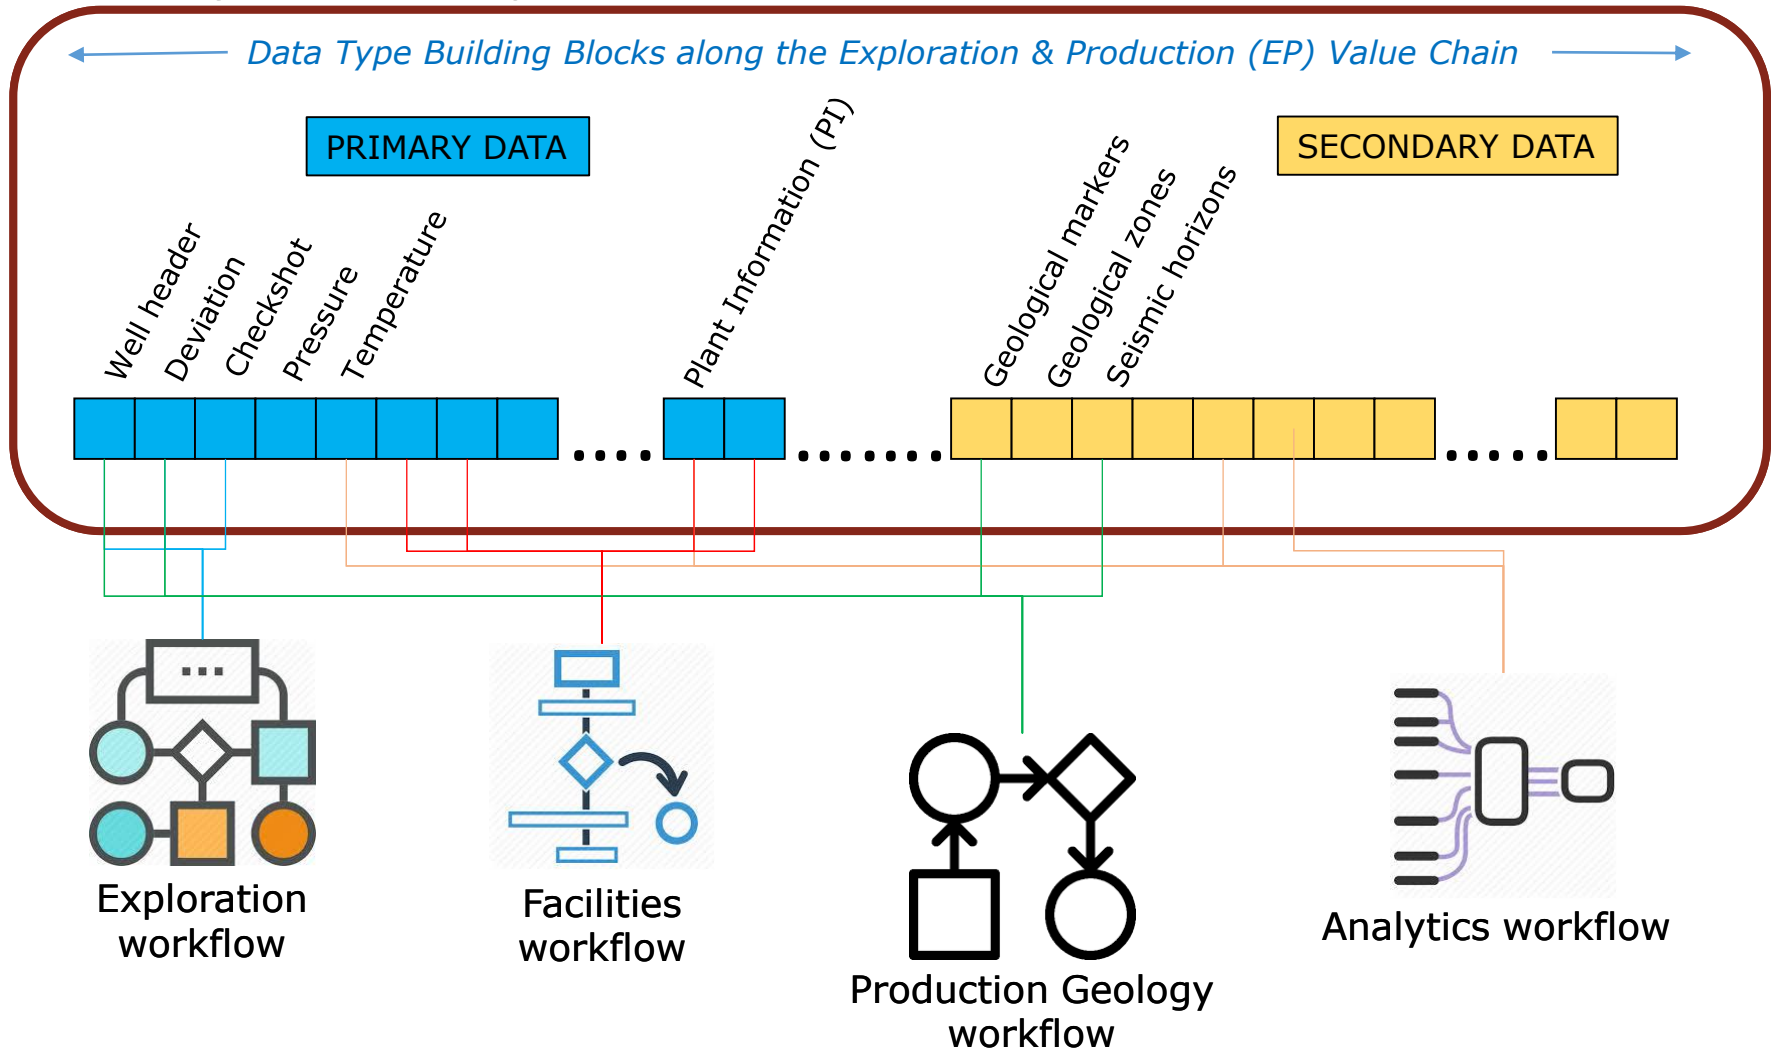 Data Type Building Blocks along the Exploration & Production (EP) Value Chain
PRIMARY DATA
SECONDARY DATA
Well header
Deviation
Checkshot
Pressure
Temperature
Plant Information (PI)
Geological markers
Geological zones
Seismic horizons
Exploration
workflow
Facilities
workflow
Production Geology
workflow
Analytics workflow